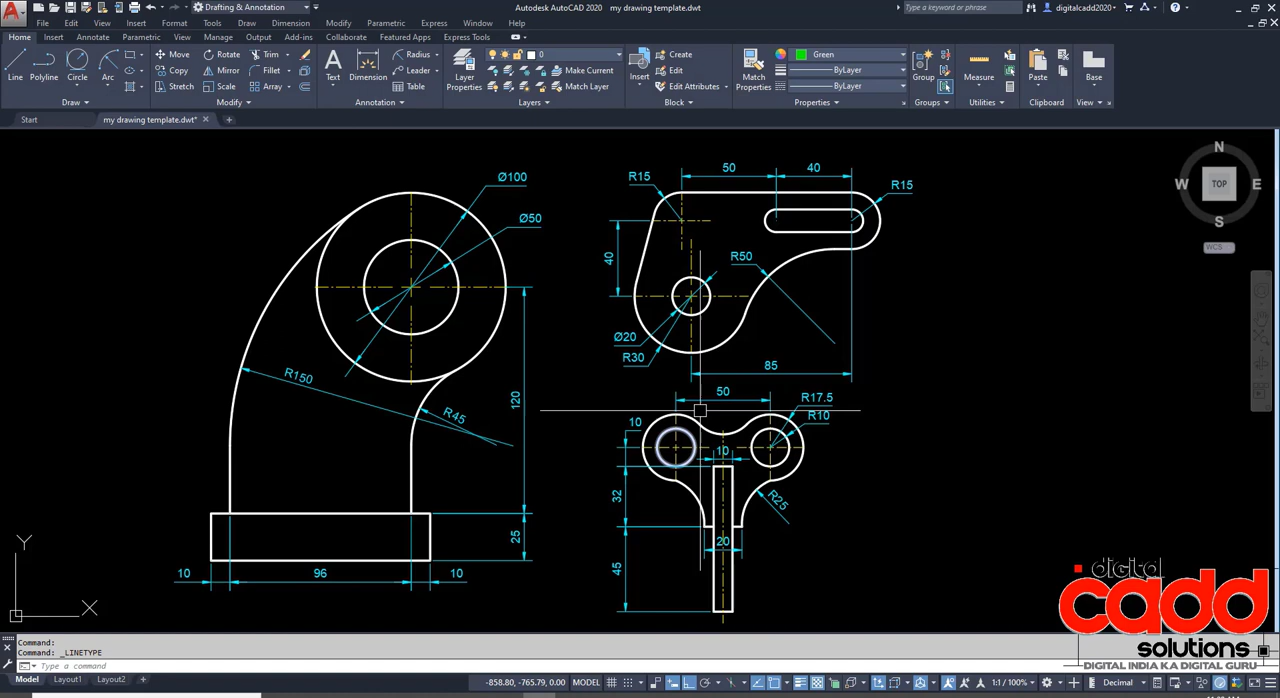 Drafting & Annotation
Autodesk AutoCAD 2020 my drawing template.dwt
Type a keyword or phrase
digitalcadd2020
File Edit View Insert Format Tools Draw Dimension Modify Parametric Express Window Help
Home Insert Annotate Parametric View Manage Output Add-ins Collaborate Featured Apps Express Tools
Line Polyline Circle Arc
Move Rotate Trim
Copy Mirror Fillet
Stretch Scale Array
Text Dimension
Radius
Leader
Table
Layer
Properties
0
Make Current
Match Layer
Insert
Create
Edit
Edit Attributes
Match
Properties
Green
ByLayer
ByLayer
Group
Measure
Paste
Base
Draw Modify Annotation Layers Block Properties Groups Utilities Clipboard View
Start
my drawing template.dwt*
N
W TOP E
S
WCS
Ø100
Ø50
R150
R45
120
25
10 96 10
50 40
R15 R15
40
R50
Ø20
R30
85
50
R17.5
R10
10
10
32
R25
20
45
Y
X
digital
cadd
solutions
DIGITAL INDIA KA DIGITAL GURU
Command:
Command: _LINETYPE
Type a command
Model Layout1 Layout2
-858.80, -765.79, 0.00 MODEL
1:1 / 100%
Decimal